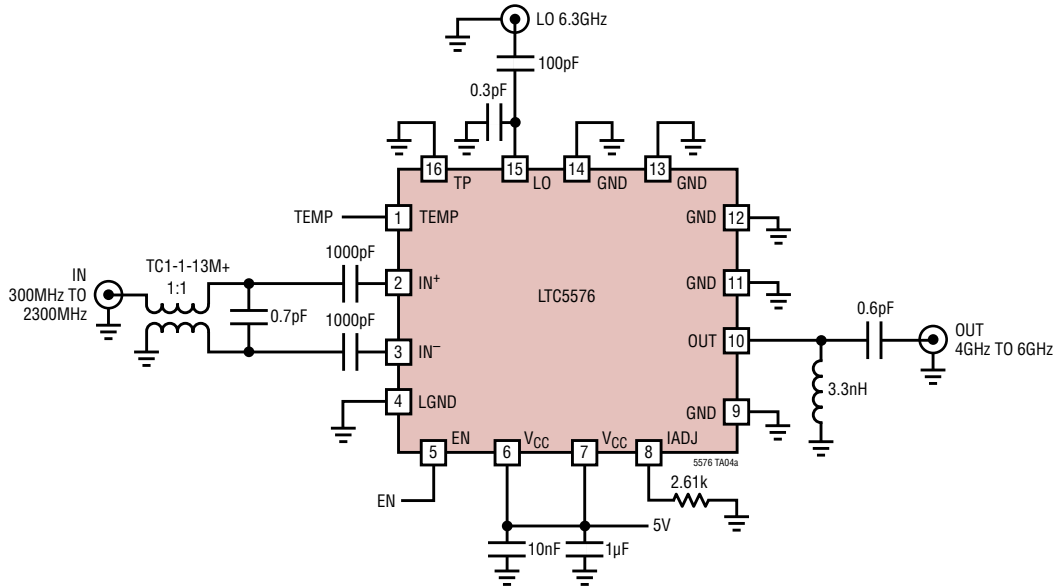 LO 6.3GHz
100pF
0.3pF
16
15
14
13
TP
LO
GND
GND
TEMP
1
TEMP
GND
12
TC1-1-13M+
1:1
1000pF
IN
300MHz TO
2300MHz
2
IN+
LTC5576
GND
11
0.7pF
1000pF
3
IN−
OUT
10
0.6pF
OUT
4GHz TO 6GHz
3.3nH
4
LGND
GND
9
EN
VCC
VCC
IADJ
5
6
7
8
5576 TA04a
EN
2.61k
5V
10nF
1µF